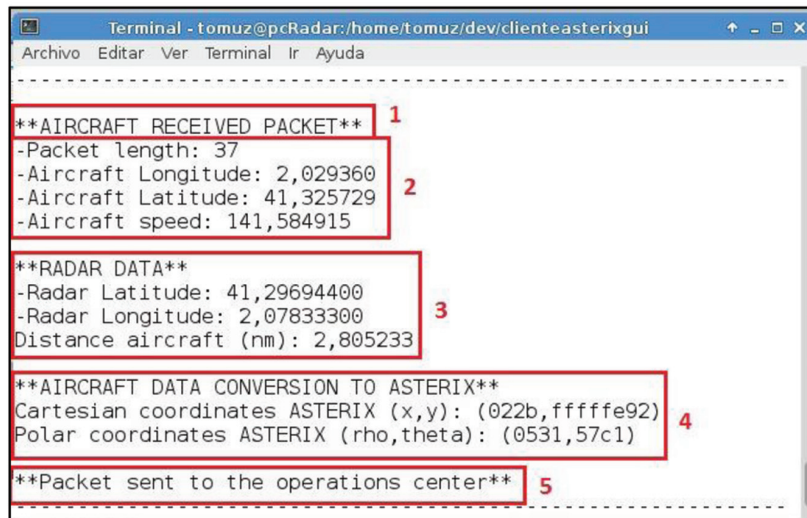 Terminal - tomuz@pcRadar:/home/tomuz/dev/clienteasterixgui
Archivo Editar Ver Terminal Ir Ayuda
----------------------------------------------------------------
**AIRCRAFT RECEIVED PACKET** 1
-Packet length: 37
-Aircraft Longitude: 2,029360
-Aircraft Latitude: 41,325729
-Aircraft speed: 141,584915
2
**RADAR DATA**
-Radar Latitude: 41,29694400
-Radar Longitude: 2,07833300
Distance aircraft (nm): 2,805233
3
**AIRCRAFT DATA CONVERSION TO ASTERIX**
Cartesian coordinates ASTERIX (x,y): (022b,fffffe92)
Polar coordinates ASTERIX (rho,theta): (0531,57c1)
4
**Packet sent to the operations center** 5
----------------------------------------------------------------